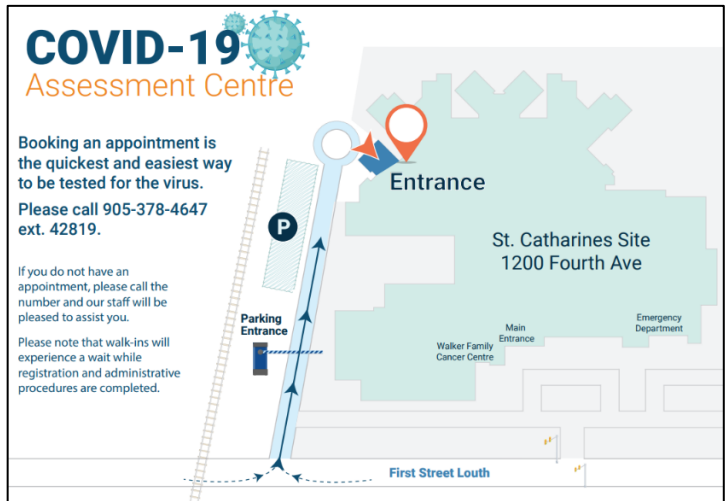 COVID-19
Assessment Centre
Booking an appointment is
the quickest and easiest way
to be tested for the virus.
Please call 905-378-4647
ext. 42819.
If you do not have an
appointment, please call the
number and our staff will be
pleased to assist you.
Please note that walk-ins will
experience a wait while
registration and administrative
procedures are completed.
P
Parking
Entrance
Entrance
St. Catharines Site
1200 Fourth Ave
Walker Family
Cancer Centre
Main
Entrance
Emergency
Department
First Street Louth